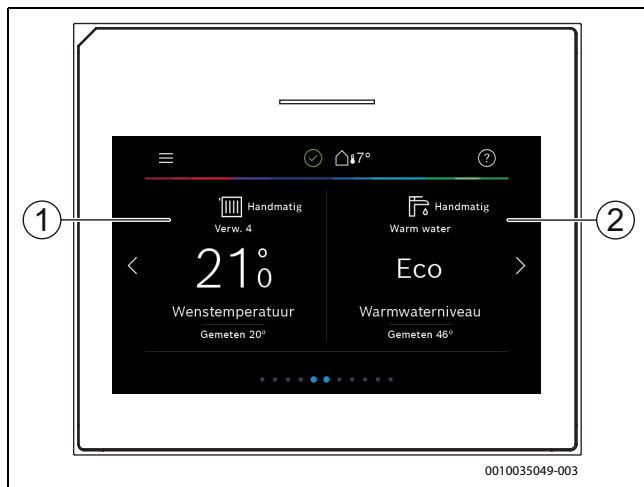 7°
?
Handmatig
Verw. 4
21°0
Wenstemperatuur
Gemeten 20°
Handmatig
Warm water
Eco
Warmwaterniveau
Gemeten 46°
1
2
0010035049-003